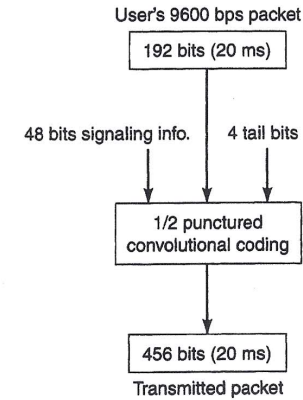 User's 9600 bps packet
192 bits (20 ms)
48 bits signaling info.
4 tail bits
1/2 punctured
convolutional coding
456 bits (20 ms)
Transmitted packet